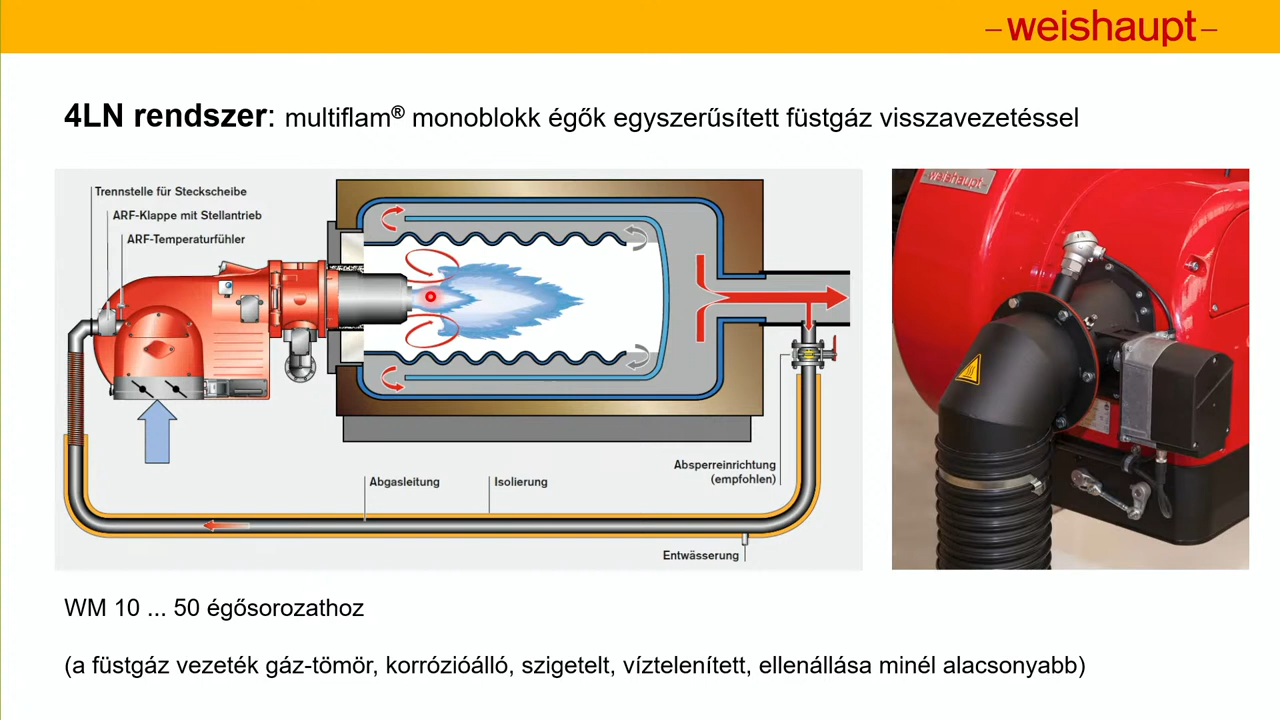 –weishaupt–
4LN rendszer: multiflam® monoblokk égők egyszerűsített füstgáz visszavezetéssel
Trennstelle für Steckscheibe
ARF-Klappe mit Stellantrieb
ARF-Temperaturfühler
weishaupt
Absperreinrichtung
(empfohlen)
Abgasleitung
Isolierung
Entwässerung
WM 10 ... 50 égősorozathoz
(a füstgáz vezeték gáz-tömör, korrózióálló, szigetelt, víztelenített, ellenállása minél alacsonyabb)